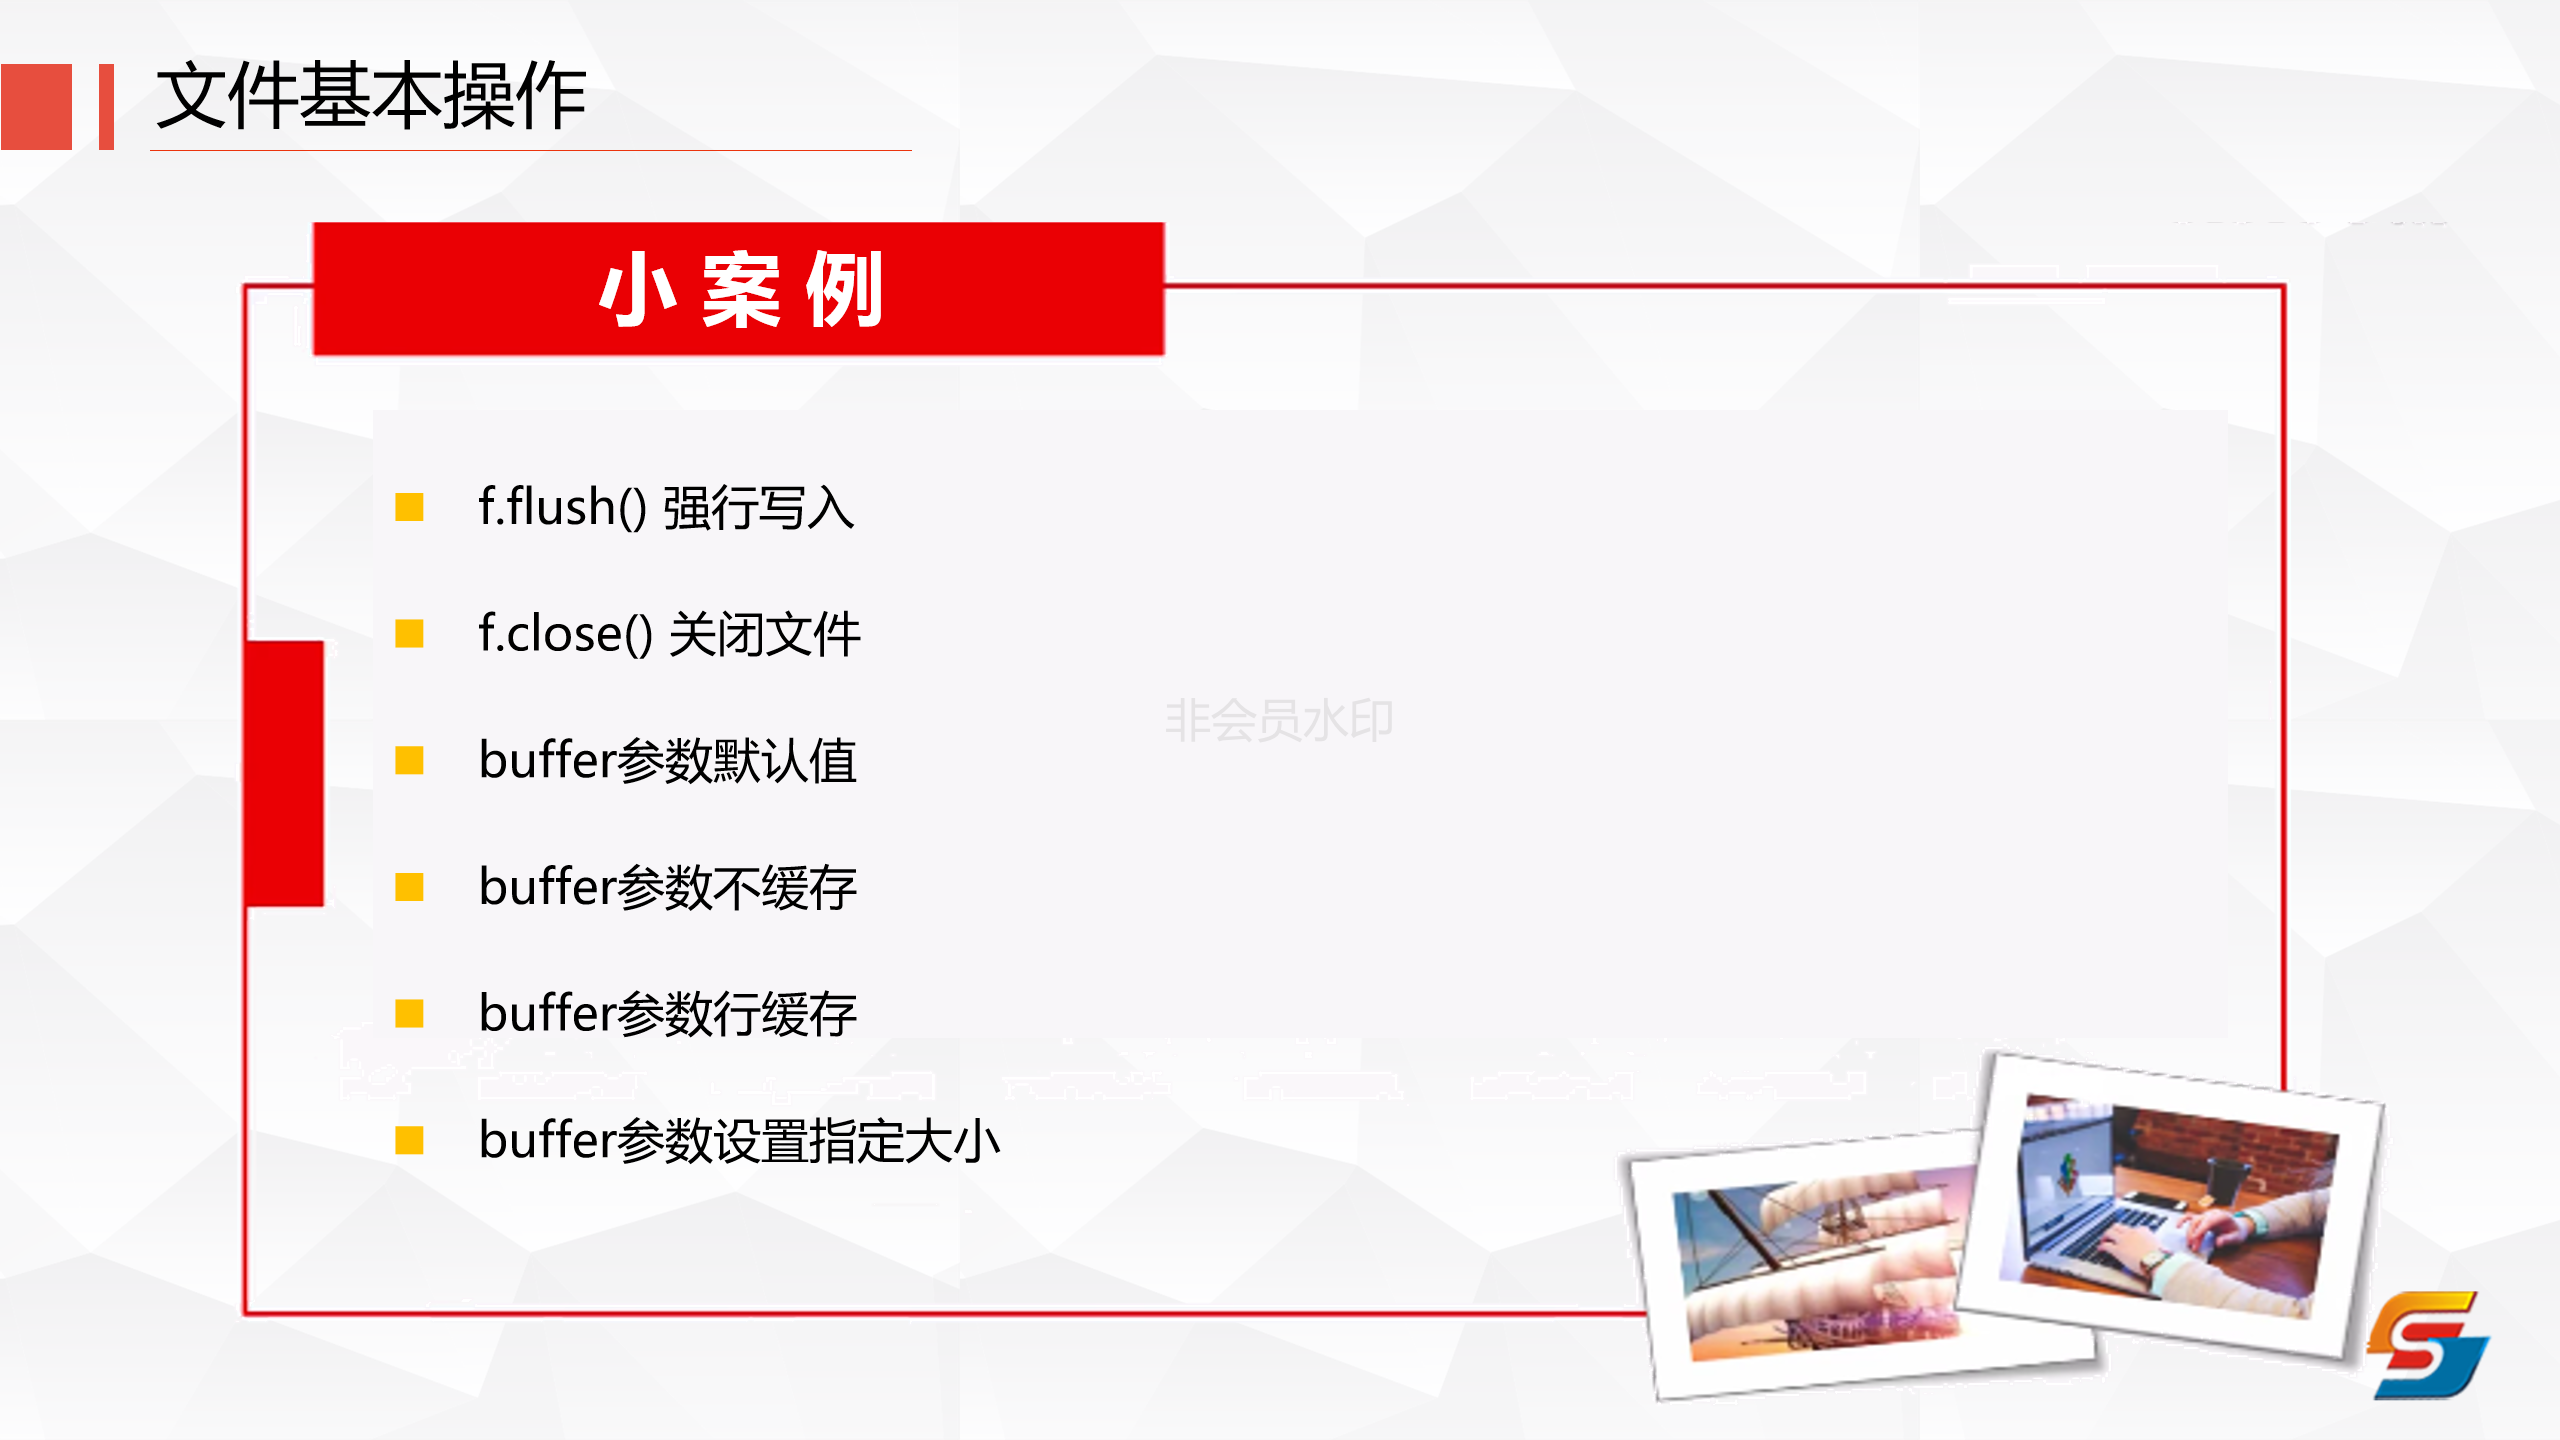 文件基本操作
小案例
f.flush() 强行写入
f.close() 关闭文件
非会员水印
buffer参数默认值
buffer参数不缓存
buffer参数行缓存
buffer参数设置指定大小